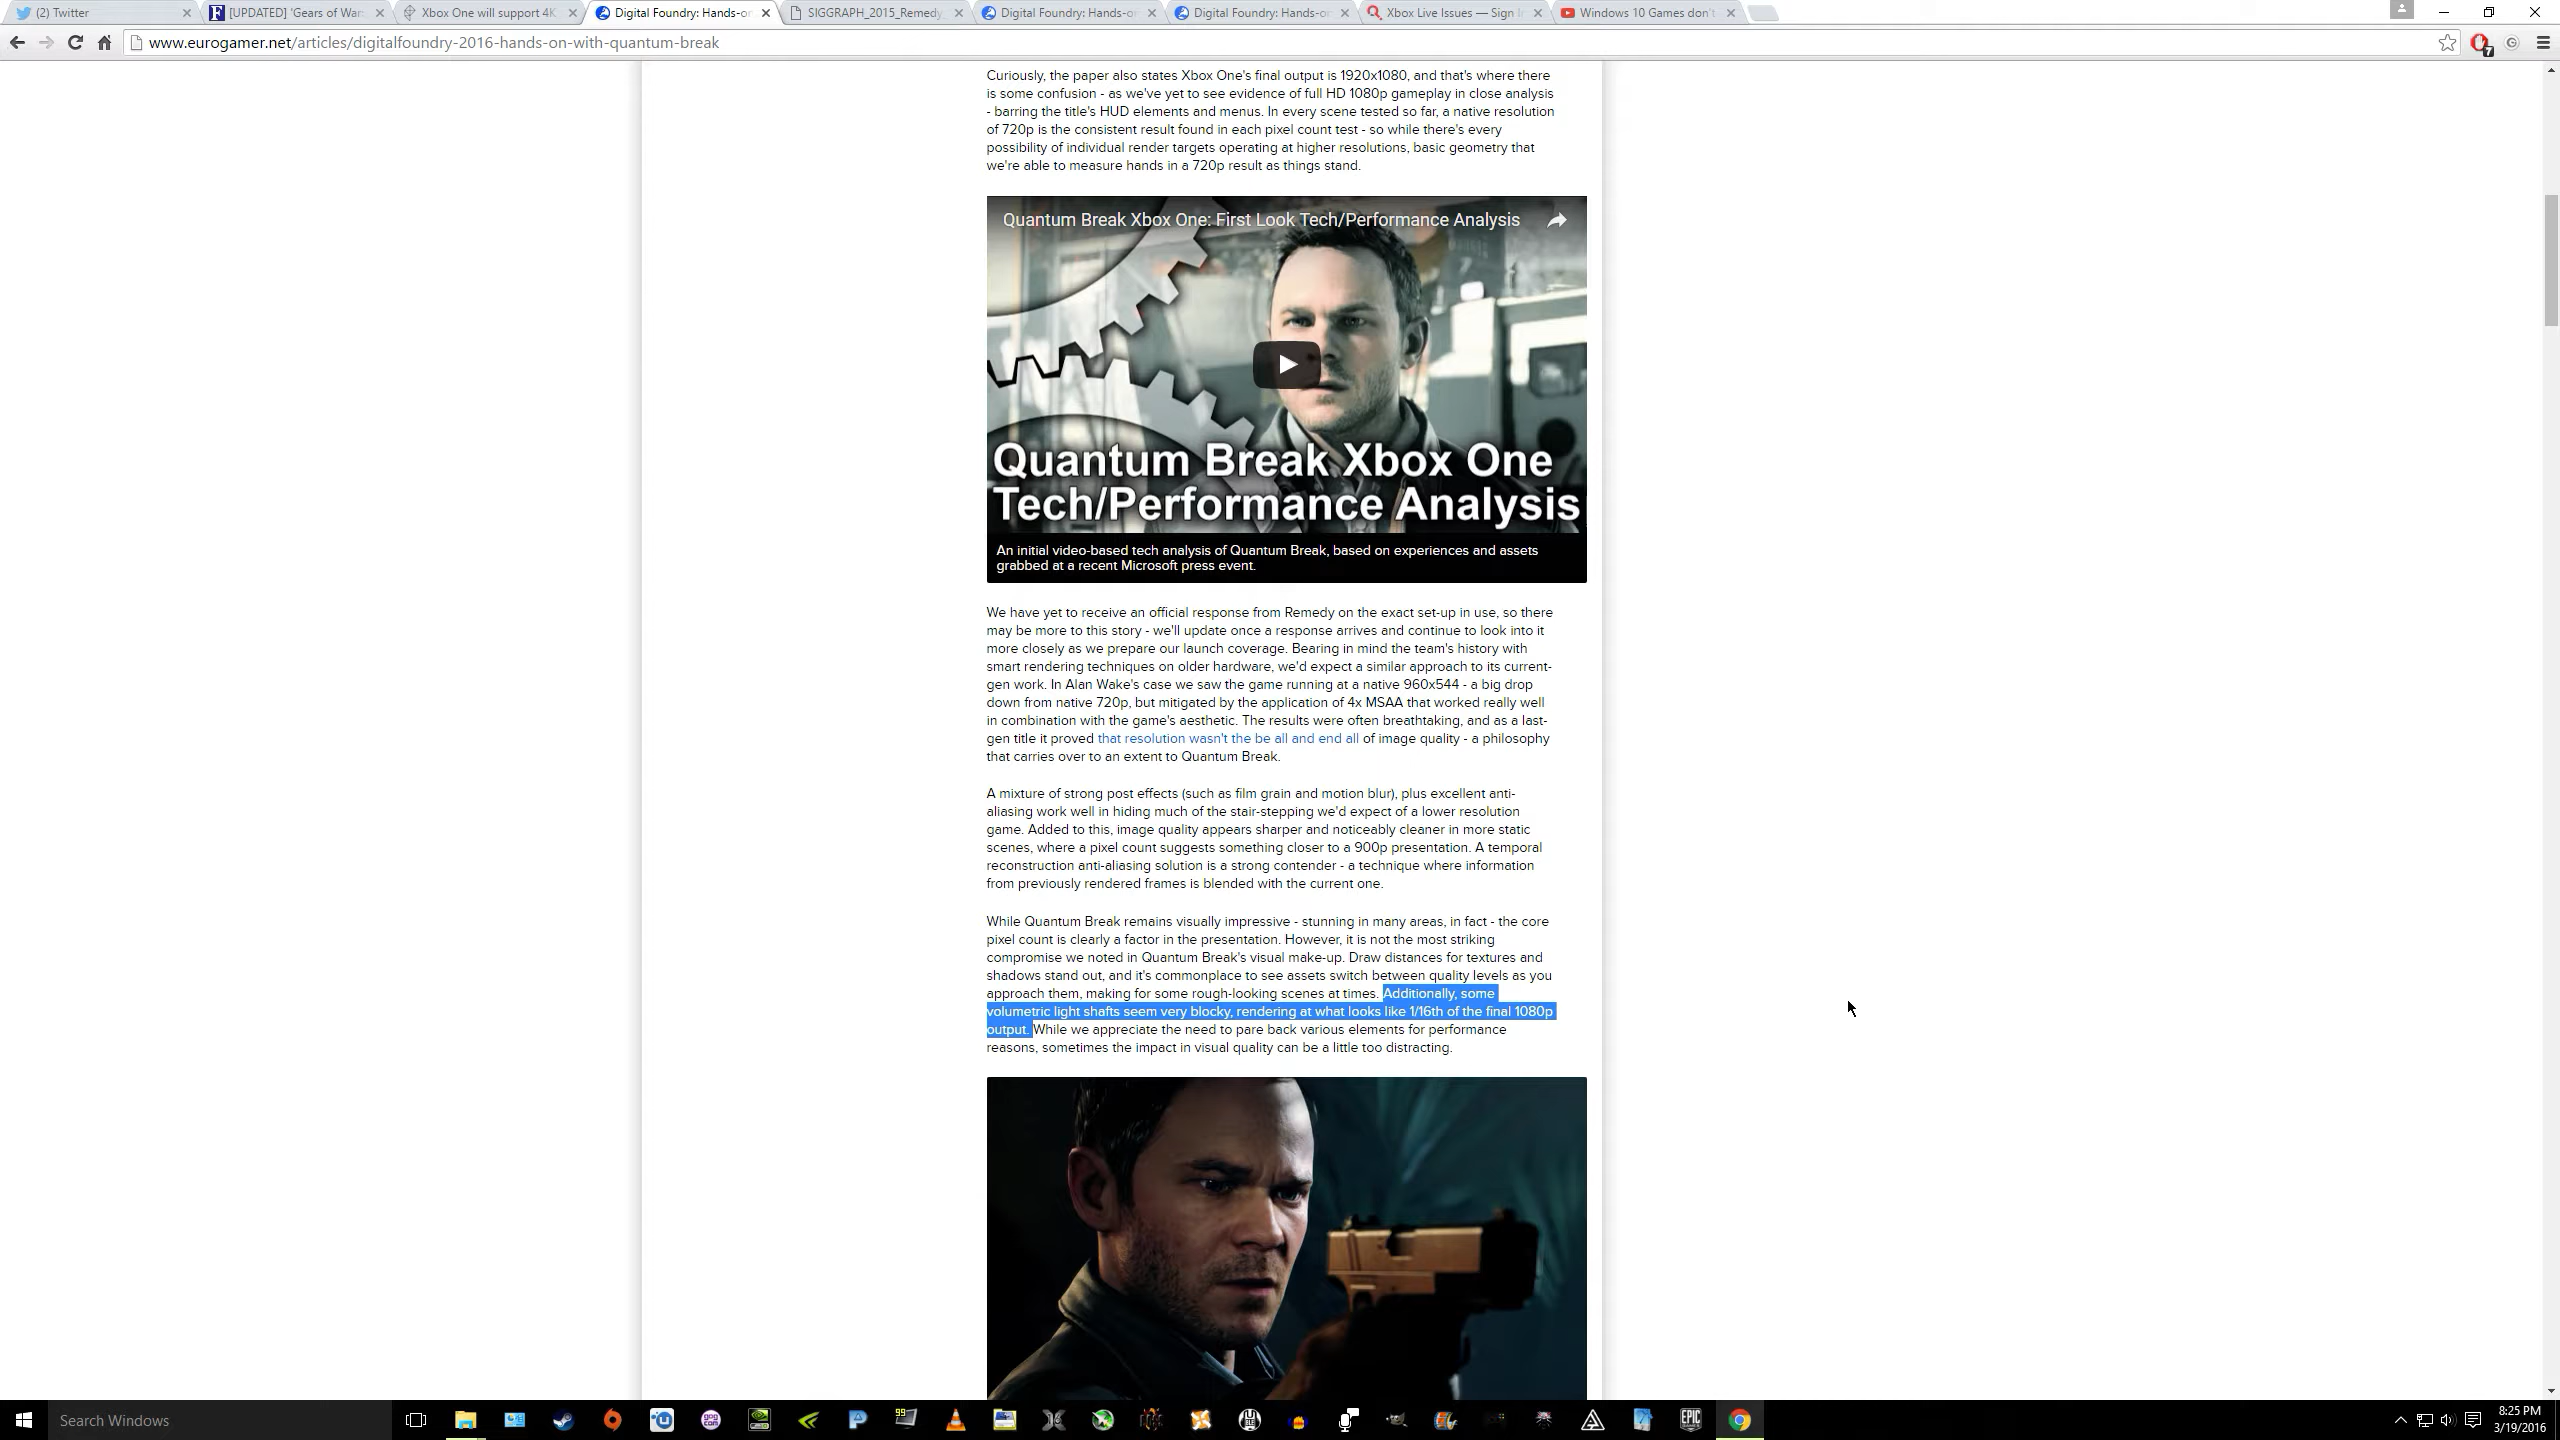 (2) Twitter
[UPDATED] 'Gears of War:
Xbox One will support 4K
Digital Foundry: Hands-on
SIGGRAPH_2015_Remedy
Digital Foundry: Hands-on
Digital Foundry: Hands-on
Xbox Live Issues — Sign In
Windows 10 Games don't
www.eurogamer.net/articles/digitalfoundry-2016-hands-on-with-quantum-break
7
Curiously, the paper also states Xbox One's final output is 1920x1080, and that's where there
is some confusion - as we've yet to see evidence of full HD 1080p gameplay in close analysis
- barring the title's HUD elements and menus. In every scene tested so far, a native resolution
of 720p is the consistent result found in each pixel count test - so while there's every
possibility of individual render targets operating at higher resolutions, basic geometry that
we're able to measure hands in a 720p result as things stand.
Quantum Break Xbox One: First Look Tech/Performance Analysis
Quantum Break Xbox One
Tech/Performance Analysis
An initial video-based tech analysis of Quantum Break, based on experiences and assets
grabbed at a recent Microsoft press event.
We have yet to receive an official response from Remedy on the exact set-up in use, so there
may be more to this story - we'll update once a response arrives and continue to look into it
more closely as we prepare our launch coverage. Bearing in mind the team's history with
smart rendering techniques on older hardware, we'd expect a similar approach to its current-
gen work. In Alan Wake's case we saw the game running at a native 960x544 - a big drop
down from native 720p, but mitigated by the application of 4x MSAA that worked really well
in combination with the game's aesthetic. The results were often breathtaking, and as a last-
gen title it proved that resolution wasn't the be all and end all of image quality - a philosophy
that carries over to an extent to Quantum Break.
A mixture of strong post effects (such as film grain and motion blur), plus excellent anti-
aliasing work well in hiding much of the stair-stepping we'd expect of a lower resolution
game. Added to this, image quality appears sharper and noticeably cleaner in more static
scenes, where a pixel count suggests something closer to a 900p presentation. A temporal
reconstruction anti-aliasing solution is a strong contender - a technique where information
from previously rendered frames is blended with the current one.
While Quantum Break remains visually impressive - stunning in many areas, in fact - the core
pixel count is clearly a factor in the presentation. However, it is not the most striking
compromise we noted in Quantum Break's visual make-up. Draw distances for textures and
shadows stand out, and it's commonplace to see assets switch between quality levels as you
approach them, making for some rough-looking scenes at times. Additionally, some
volumetric light shafts seem very blocky, rendering at what looks like 1/16th of the final 1080p
output. While we appreciate the need to pare back various elements for performance
reasons, sometimes the impact in visual quality can be a little too distracting.
Search Windows
99
EPIC
8:25 PM
3/19/2016